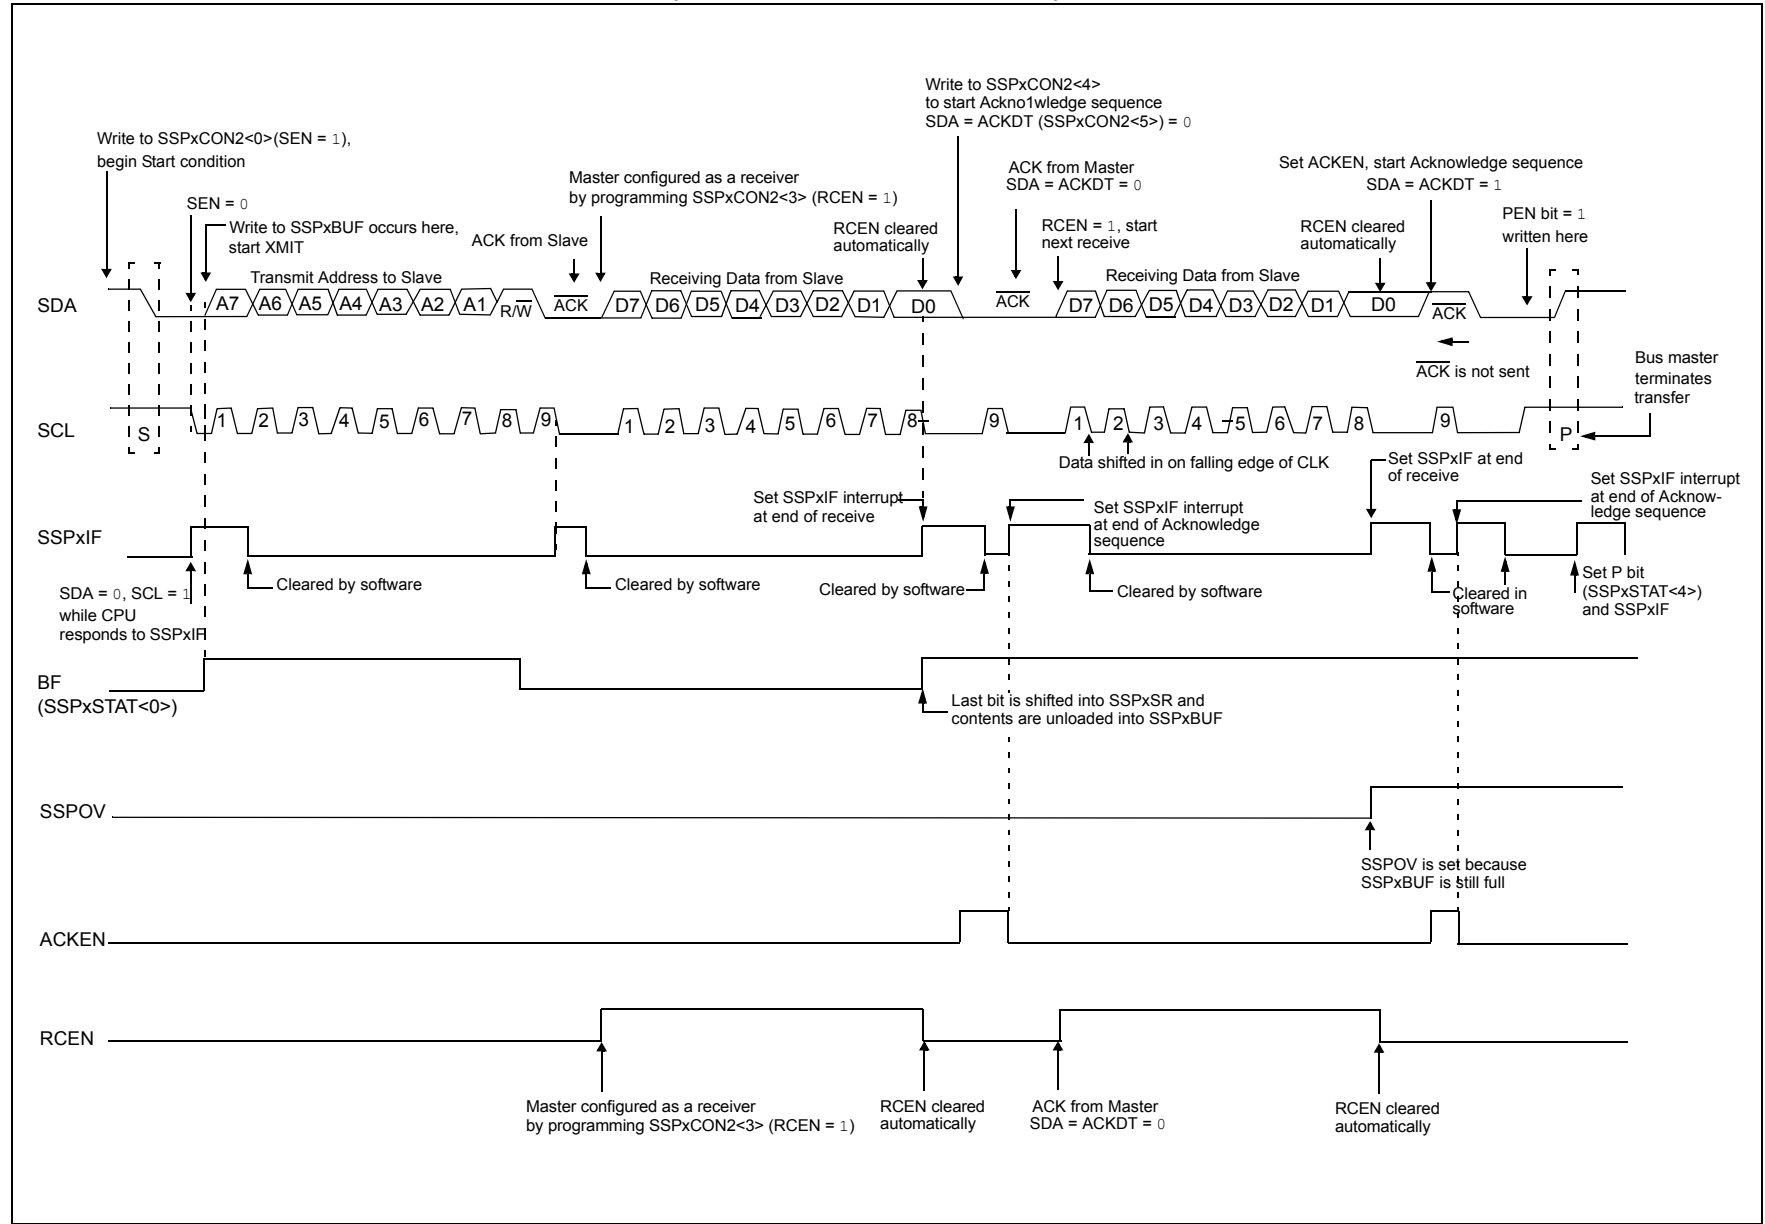 Write to SSPxCON2<4>
to start Ackno1wledge sequence
SDA = ACKDT (SSPxCON2<5>) = 0
Write to SSPxCON2<0>(SEN = 1),
begin Start condition
ACK from Master
SDA = ACKDT = 0
Set ACKEN, start Acknowledge sequence
SDA = ACKDT = 1
Master configured as a receiver
by programming SSPxCON2<3> (RCEN = 1)
SEN = 0
Write to SSPxBUF occurs here,
start XMIT
ACK from Slave
RCEN cleared
automatically
RCEN = 1, start
next receive
RCEN cleared
automatically
PEN bit = 1
written here
Transmit Address to Slave
Receiving Data from Slave
Receiving Data from Slave
SDA
A7 A6 A5 A4 A3 A2 A1 R/W ACK D7 D6 D5 D4 D3 D2 D1 D0 ACK D7 D6 D5 D4 D3 D2 D1 D0 ACK
ACK is not sent
Bus master
terminates
transfer
SCL
S 1 2 3 4 5 6 7 8 9 1 2 3 4 5 6 7 8 9 1 2 3 4 5 6 7 8 9 P
Data shifted in on falling edge of CLK
Set SSPxIF at end
of receive
Set SSPxIF interrupt
at end of receive
Set SSPxIF interrupt
at end of Acknowledge
sequence
Set SSPxIF interrupt
at end of Acknow-
ledge sequence
SSPxIF
SDA = 0, SCL = 1
while CPU
responds to SSPxIF
Cleared by software
Cleared by software
Cleared by software
Cleared by software
Cleared in
software
Set P bit
(SSPxSTAT<4>)
and SSPxIF
BF
(SSPxSTAT<0>)
Last bit is shifted into SSPxSR and
contents are unloaded into SSPxBUF
SSPOV
SSPOV is set because
SSPxBUF is still full
ACKEN
RCEN
Master configured as a receiver
by programming SSPxCON2<3> (RCEN = 1)
RCEN cleared
automatically
ACK from Master
SDA = ACKDT = 0
RCEN cleared
automatically